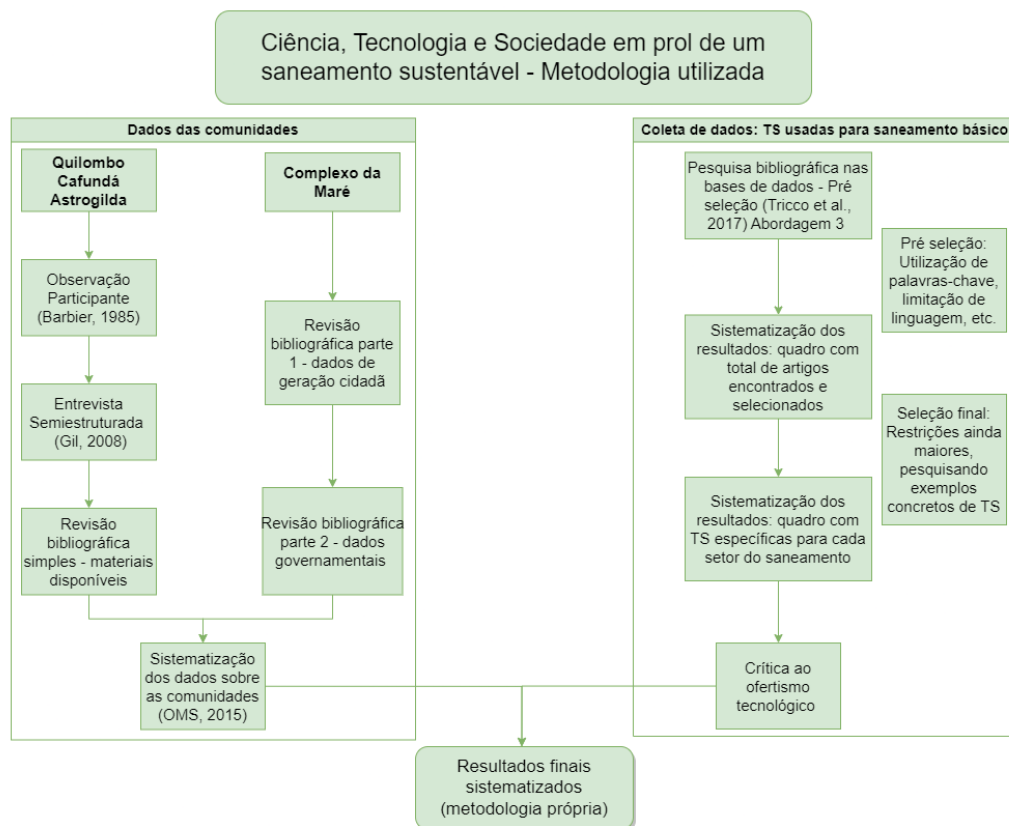 Ciência, Tecnologia e Sociedade em prol de um
saneamento sustentável - Metodologia utilizada
Dados das comunidades
Quilombo
Cafundá
Astrogilda
Complexo da
Maré
Observação
Participante
(Barbier, 1985)
Revisão
bibliográfica parte
1 - dados de
geração cidadã
Entrevista
Semiestruturada
(Gil, 2008)
Revisão
bibliográfica
simples - materiais
disponíveis
Revisão bibliográfica
parte 2 - dados
governamentais
Sistematização
dos dados sobre
as comunidades
(OMS, 2015)
Coleta de dados: TS usadas para saneamento básico
Pesquisa bibliográfica nas
bases de dados - Pré
seleção (Tricco et al.,
2017) Abordagem 3
Pré seleção:
Utilização de
palavras-chave,
limitação de
linguagem, etc.
Sistematização dos
resultados: quadro com
total de artigos
encontrados e
selecionados
Seleção final:
Restrições ainda
maiores,
pesquisando
exemplos
concretos de TS
Sistematização dos
resultados: quadro com
TS específicas para cada
setor do saneamento
Crítica ao
ofertismo
tecnológico
Resultados finais
sistematizados
(metodologia própria)